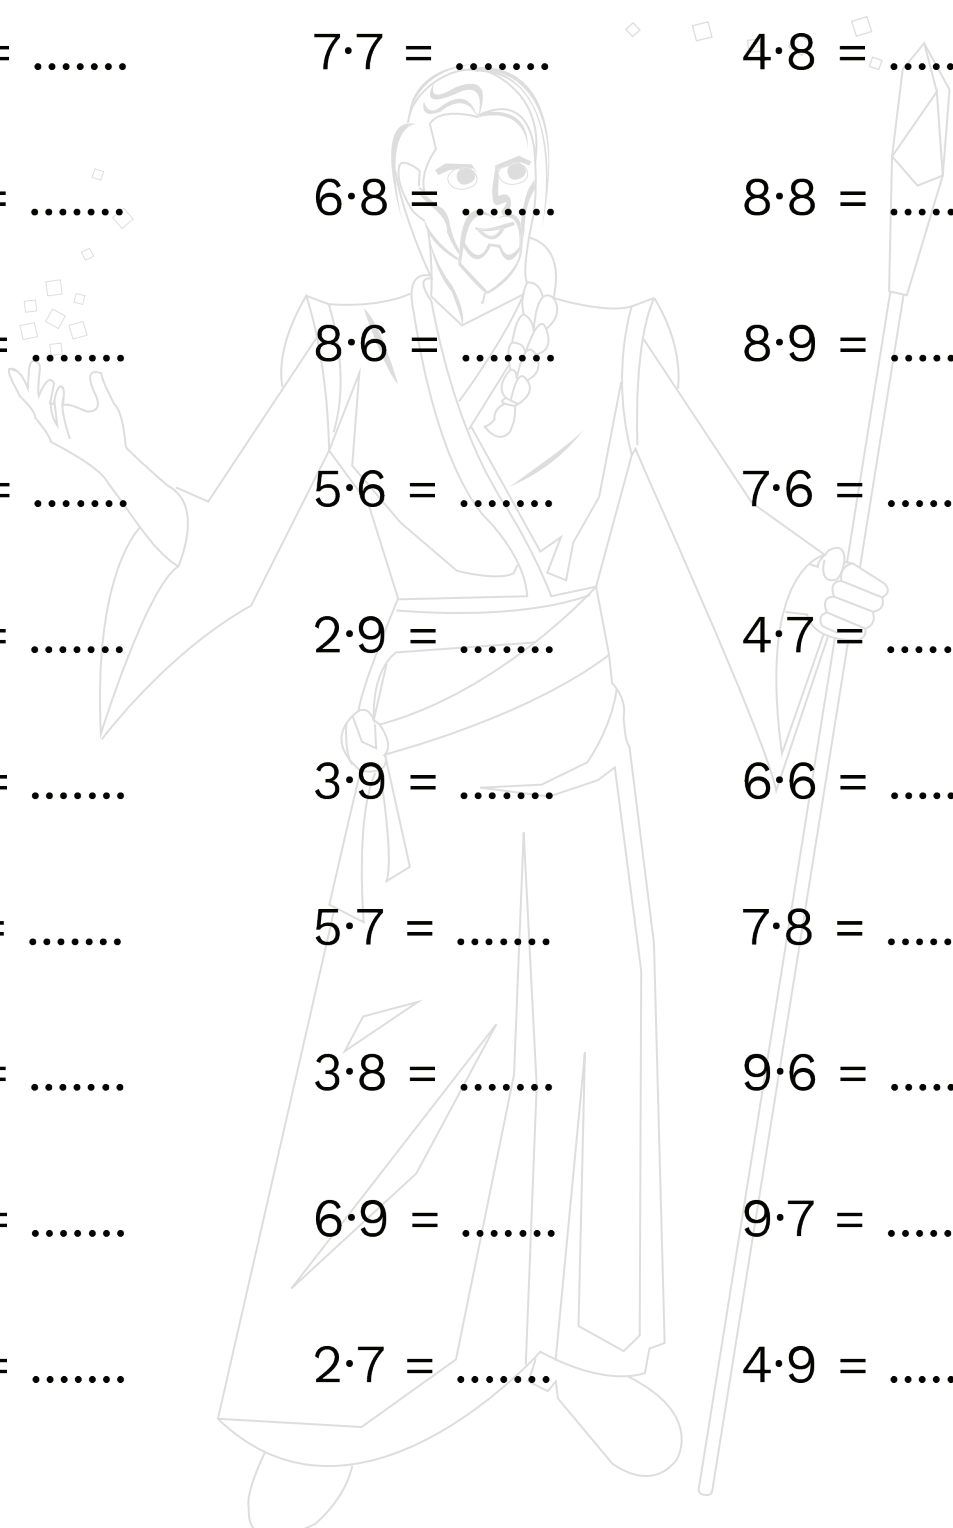 = ....... 7·7 = ....... 4·8 = .....
= ....... 6·8 = ....... 8·8 = .....
= ....... 8·6 = ....... 8·9 = .....
= ....... 5·6 = ....... 7·6 = .....
= ....... 2·9 = ....... 4·7 = .....
= ....... 3·9 = ....... 6·6 = .....
= ....... 5·7 = ....... 7·8 = .....
= ....... 3·8 = ....... 9·6 = .....
= ....... 6·9 = ....... 9·7 = .....
= ....... 2·7 = ....... 4·9 = .....